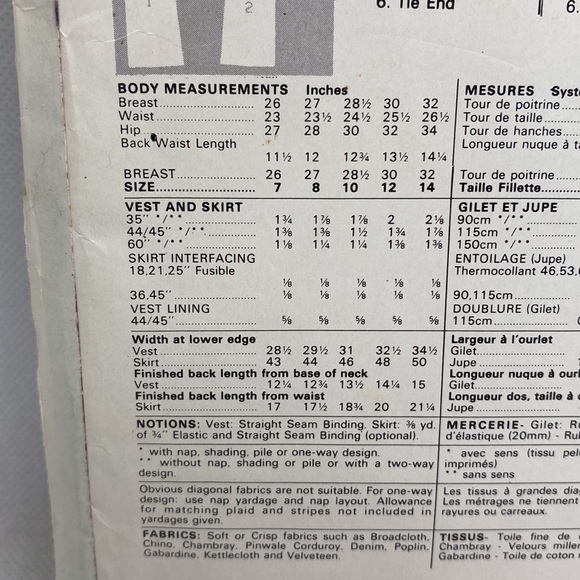 1
2
6. Tie End
6.
BODY MEASUREMENTS Inches
Breast 26 27 28½ 30 32
Waist 23 23½ 24½ 25½ 26½
Hip 27 28 30 32 34
Back Waist Length
11½ 12 12¾ 13½ 14¼
BREAST 26 27 28½ 30 32
SIZE 7 8 10 12 14
VEST AND SKIRT
35" */** 1¾ 1⅞ 1⅞ 2 2⅛
44/45" */** 1⅜ 1⅜ 1½ 1¾ 1⅞
60" */** 1⅛ 1¼ 1¼ 1⅜ 1⅜
SKIRT INTERFACING
18,21,25" Fusible
⅛ ⅛ ⅛ ⅛ ⅛
36,45" ⅛ ⅛ ⅛ ⅛ ⅛
VEST LINING
44/45" ⅝ ⅝ ⅝ ⅝ ⅝
Width at lower edge
Vest 28½ 29½ 31 32½ 34½
Skirt 43 44 46 48 50
Finished back length from base of neck
Vest 12¼ 12¾ 13½ 14¼ 15
Finished back length from waist
Skirt 17 17½ 18¾ 20 21¼
NOTIONS: Vest: Straight Seam Binding. Skirt: ⅜ yd.
of ¾" Elastic and Straight Seam Binding (optional).
* with nap, shading, pile or one-way design.
** without nap, shading or pile or with a two-way
design.
Obvious diagonal fabrics are not suitable. For one-way
design: use nap yardage and nap layout. Allowance
for matching plaid and stripes not included in
yardages given.
FABRICS: Soft or Crisp fabrics such as Broadcloth,
Chino, Chambray, Pinwale Corduroy, Denim, Poplin,
Gabardine, Kettlecloth and Velveteen.
MESURES Syst
Tour de poitrine
Tour de taille
Tour de hanches
Longueur nuque à ta
Tour de poitrine
Taille Fillette
GILET ET JUPE
90cm */**
115cm */**
150cm */**
ENTOILAGE (Jupe)
Thermocollant 46,53,6
90,115cm
DOUBLURE (Gilet)
115cm
Largeur à l'ourlet
Gilet
Jupe
Longueur nuque à ourl
Gilet
Longueur dos, taille à o
Jupe
MERCERIE- Gilet: Ru
d'élastique (20mm) - Rub
* avec sens (tissu pel
imprimés)
** sans sens
Les tissus à grandes dia
Les métrages ne tiennent
rayures ou carreaux.
TISSUS- Toile fine de
Chambray - Velours mille
Gabardine - Toile de coton